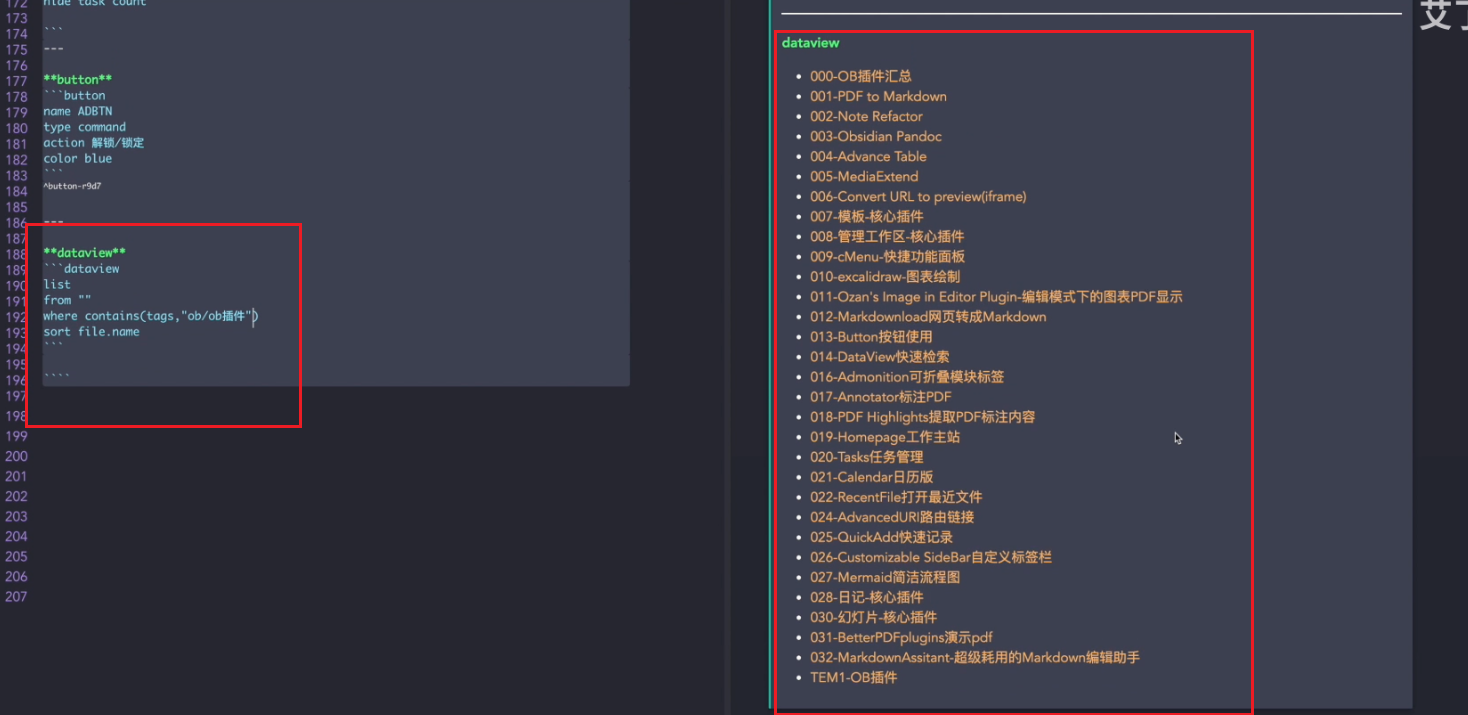 172
blue task count
173
174
```
175
---
176
177
**button**
178
```button
179
name ADBTN
180
type command
181
action 解锁/锁定
182
color blue
183
```
184
^button-r9d7
185
186
---
187
188
**dataview**
189
```dataview
190
list
191
from ""
192
where contains(tags,"ob/ob插件")
193
sort file.name
194
```
195
196
````
197
198
199
200
201
202
203
204
205
206
207
dataview
000-OB插件汇总
001-PDF to Markdown
002-Note Refactor
003-Obsidian Pandoc
004-Advance Table
005-MediaExtend
006-Convert URL to preview(iframe)
007-模板-核心插件
008-管理工作区-核心插件
009-cMenu-快捷功能面板
010-excalidraw-图表绘制
011-Ozan's Image in Editor Plugin-编辑模式下的图表PDF显示
012-Markdownload网页转成Markdown
013-Button按钮使用
014-DataView快速检索
016-Admonition可折叠模块标签
017-Annotator标注PDF
018-PDF Highlights提取PDF标注内容
019-Homepage工作主站
020-Tasks任务管理
021-Calendar日历版
022-RecentFile打开最近文件
024-AdvancedURI路由链接
025-QuickAdd快速记录
026-Customizable SideBar自定义标签栏
027-Mermaid简洁流程图
028-日记-核心插件
030-幻灯片-核心插件
031-BetterPDFplugins演示pdf
032-MarkdownAssitant-超级耗用的Markdown编辑助手
TEM1-OB插件